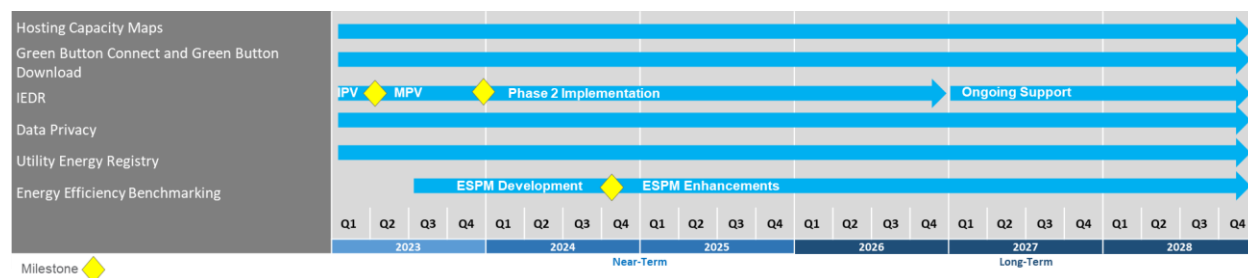 Hosting Capacity Maps
Green Button Connect and Green Button
Download
IEDR
IPV MPV Phase 2 Implementation Ongoing Support
Data Privacy
Utility Energy Registry
Energy Efficiency Benchmarking
ESPM Development ESPM Enhancements
Q1 Q2 Q3 Q4 Q1 Q2 Q3 Q4 Q1 Q2 Q3 Q4 Q1 Q2 Q3 Q4 Q1 Q2 Q3 Q4 Q1 Q2 Q3 Q4
2023 2024 2025 2026 2027 2028
Near-Term Long-Term
Milestone